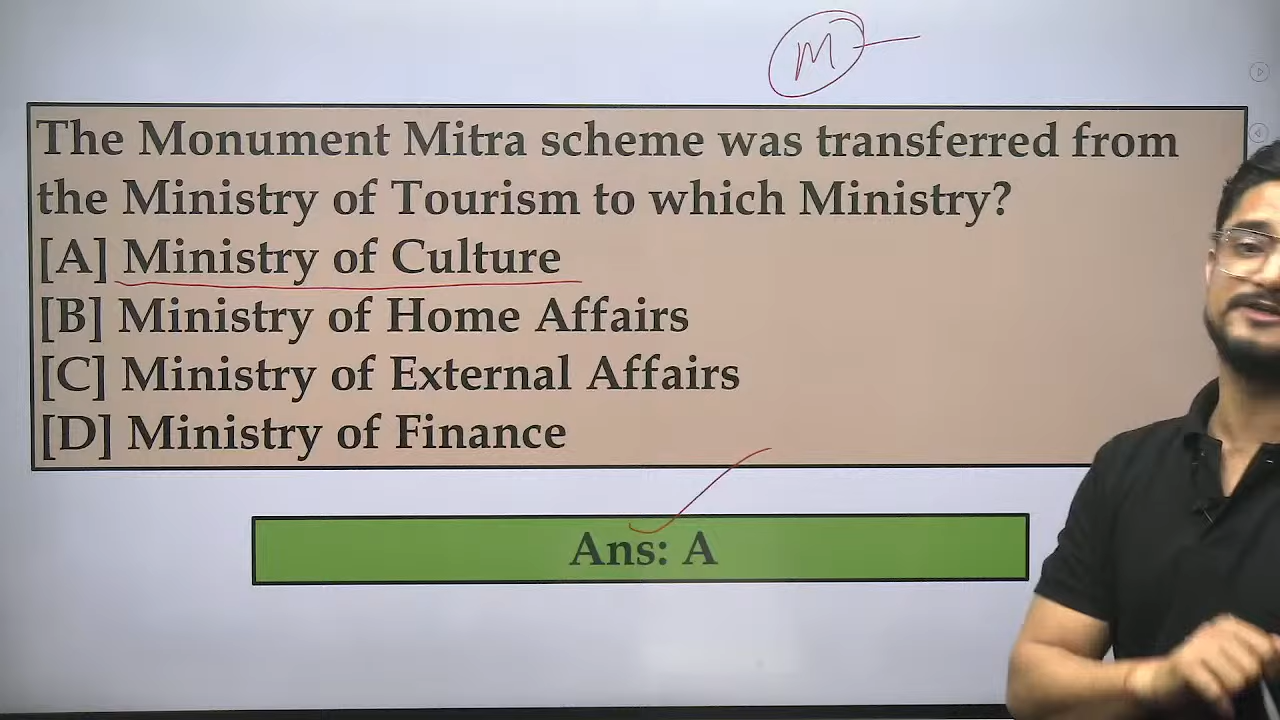 M
The Monument Mitra scheme was transferred from
the Ministry of Tourism to which Ministry?
[A] Ministry of Culture
[B] Ministry of Home Affairs
[C] Ministry of External Affairs
[D] Ministry of Finance
Ans: A